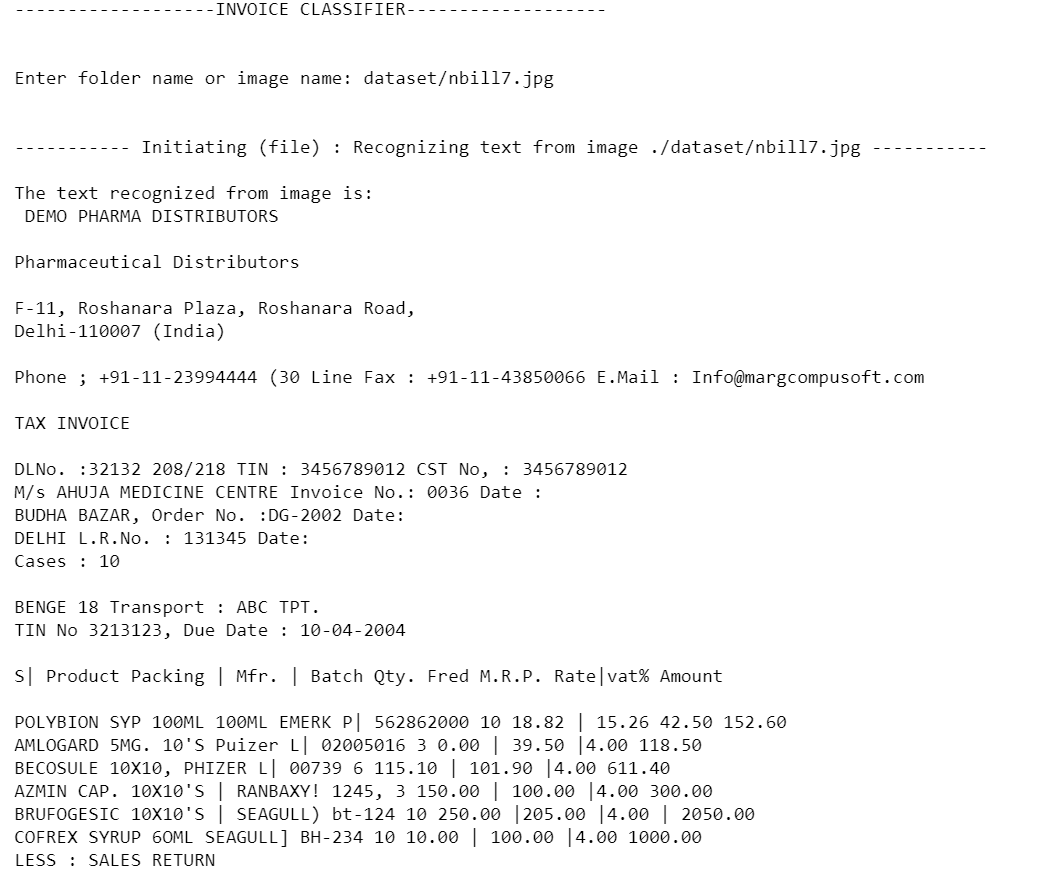 -------------------INVOICE CLASSIFIER-------------------
Enter folder name or image name: dataset/nbill7.jpg
----------- Initiating (file) : Recognizing text from image ./dataset/nbill7.jpg -----------
The text recognized from image is:
DEMO PHARMA DISTRIBUTORS
Pharmaceutical Distributors
F-11, Roshanara Plaza, Roshanara Road,
Delhi-110007 (India)
Phone ; +91-11-23994444 (30 Line Fax : +91-11-43850066 E.Mail : Info@margcompusoft.com
TAX INVOICE
DLNo. :32132 208/218 TIN : 3456789012 CST No, : 3456789012
M/s AHUJA MEDICINE CENTRE Invoice No.: 0036 Date :
BUDHA BAZAR, Order No. :DG-2002 Date:
DELHI L.R.No. : 131345 Date:
Cases : 10
BENGE 18 Transport : ABC TPT.
TIN No 3213123, Due Date : 10-04-2004
S| Product Packing | Mfr. | Batch Qty. Fred M.R.P. Rate|vat% Amount
POLYBION SYP 100ML 100ML EMERK P| 562862000 10 18.82 | 15.26 42.50 152.60
AMLOGARD 5MG. 10'S Puizer L| 02005016 3 0.00 | 39.50 |4.00 118.50
BECOSULE 10X10, PHIZER L| 00739 6 115.10 | 101.90 |4.00 611.40
AZMIN CAP. 10X10'S | RANBAXY! 1245, 3 150.00 | 100.00 |4.00 300.00
BRUFOGESIC 10X10'S | SEAGULL) bt-124 10 250.00 |205.00 |4.00 | 2050.00
COFREX SYRUP 6OML SEAGULL] BH-234 10 10.00 | 100.00 |4.00 1000.00
LESS : SALES RETURN